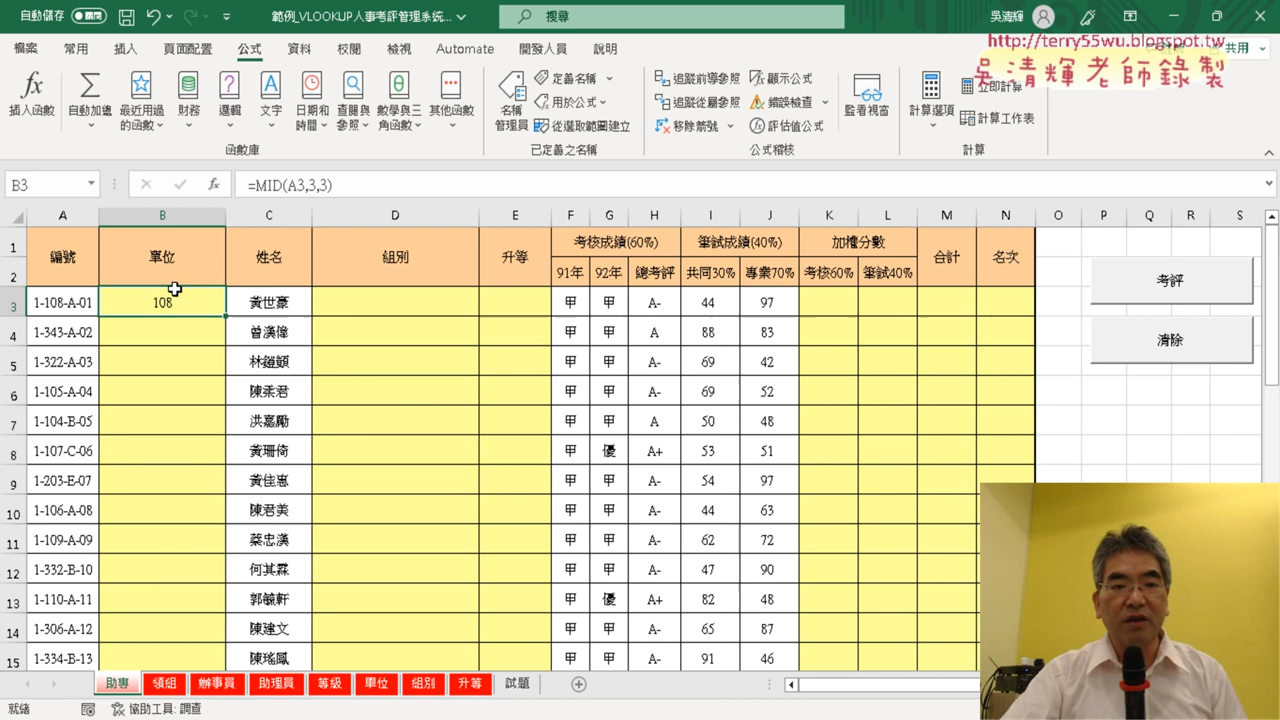 自動儲存 關閉 範例_VLOOKUP人事考評管理系統... 搜尋 吳清輝
http://terry55wu.blogspot.tw
吳清輝老師錄製
檔案 常用 插入 頁面配置 公式 資料 校閱 檢視 Automate 開發人員 說明 共用
插入函數 自動加總 最近用過的函數 財務 邏輯 文字 日期和時間 查閱與參照 數學與三角函數 其他函數
函數庫
名稱管理員 定義名稱 用於公式 從選取範圍建立
已定義之名稱
追蹤前導參照 追蹤從屬參照 移除箭號 顯示公式 錯誤檢查 評估值公式
公式稽核
監看視窗 計算選項 立即計算 計算工作表
計算
B3 fx =MID(A3,3,3)
A B C D E F G H I J K L M N O P Q R S
1 編號 單位 姓名 組別 升等 考核成績(60%) 筆試成績(40%) 加權分數 合計 名次
2 91年 92年 總考評 共同30% 專業70% 考核60% 筆試40%
考評
清除
3 1-108-A-01 108 黃世豪 甲 甲 A- 44 97
4 1-343-A-02 曾漢偉 甲 甲 A 88 83
5 1-322-A-03 甲 甲 A- 69 42
6 1-105-A-04 陳柔君 甲 甲 A- 69 52
7 1-104-B-05 洪嘉勵 甲 甲 A 50 48
8 1-107-C-06 黃珊倚 甲 優 A+ 53 51
9 1-203-E-07 黃佳惠 甲 甲 A- 54 97
10 1-106-A-08 陳君美 甲 甲 A- 44 63
11 1-109-A-09 蔡忠漢 甲 甲 A- 62 72
12 1-332-B-10 何其霖 甲 甲 A- 47 90
13 1-110-A-11 郭毓軒 甲 優 A+ 82 48
14 1-306-A-12 陳建文 甲 甲 A- 65 87
15 1-334-B-13 陳瑤鳳 甲 甲 A- 91 46
助專 領組 辦事員 助理員 等級 單位 組別 升等 試題
就緒 協助工具: 調查